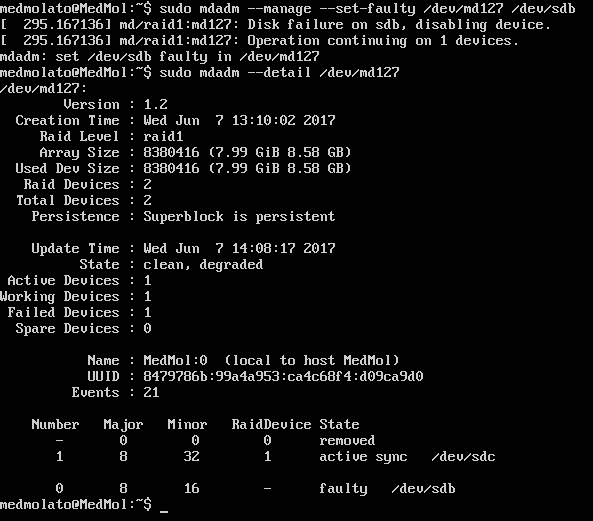 medmolato@MedMol:~$ sudo mdadm --manage --set-faulty /dev/md127 /dev/sdb
[  295.167136] md/raid1:md127: Disk failure on sdb, disabling device.
[  295.167136] md/raid1:md127: Operation continuing on 1 devices.
mdadm: set /dev/sdb faulty in /dev/md127
medmolato@MedMol:~$ sudo mdadm --detail /dev/md127
/dev/md127:
        Version : 1.2
  Creation Time : Wed Jun  7 13:10:02 2017
     Raid Level : raid1
     Array Size : 8380416 (7.99 GiB 8.58 GB)
  Used Dev Size : 8380416 (7.99 GiB 8.58 GB)
   Raid Devices : 2
  Total Devices : 2
    Persistence : Superblock is persistent
    Update Time : Wed Jun  7 14:08:17 2017
          State : clean, degraded
 Active Devices : 1
Working Devices : 1
 Failed Devices : 1
  Spare Devices : 0
           Name : MedMol:0  (local to host MedMol)
           UUID : 8479786b:99a4a953:ca4c68f4:d09ca9d0
         Events : 21
    Number   Major   Minor   RaidDevice State
       -       0        0        0      removed
       1       8       32        1      active sync   /dev/sdc
       0       8       16        -      faulty   /dev/sdb
medmolato@MedMol:~$ _